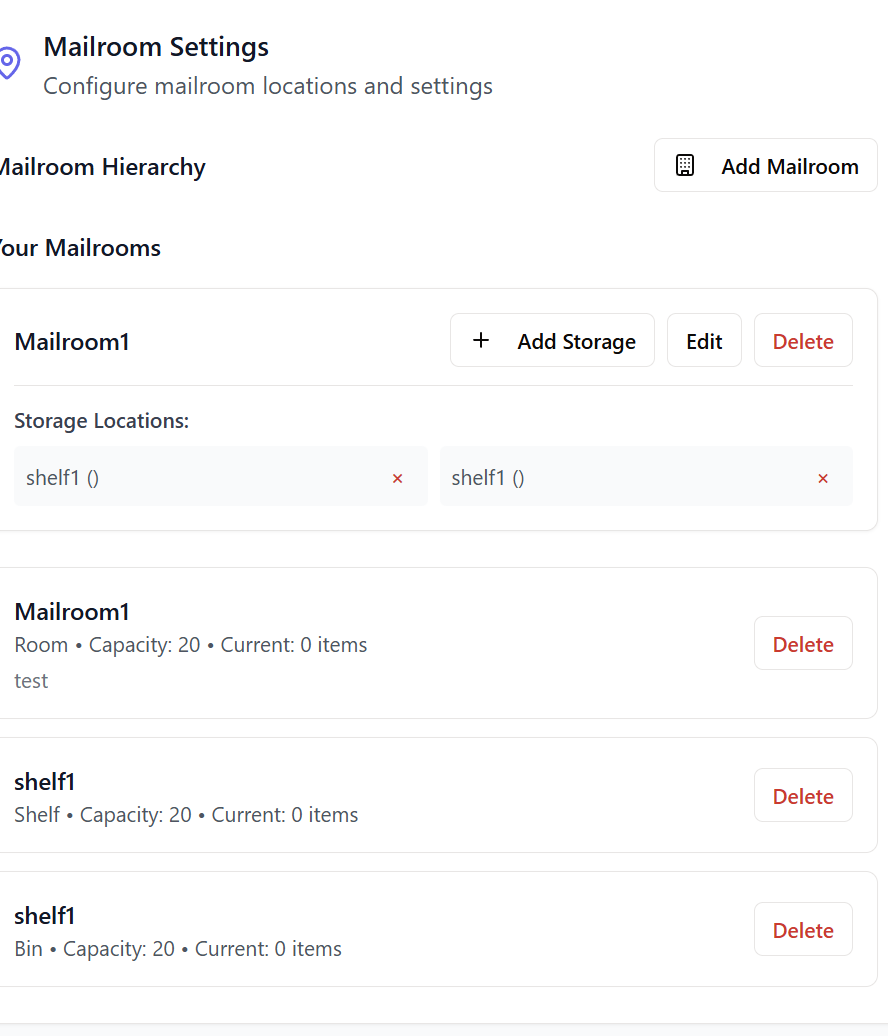 Mailroom Settings
Configure mailroom locations and settings
Mailroom Hierarchy
Add Mailroom
Your Mailrooms
Mailroom1
+ Add Storage
Edit
Delete
Storage Locations:
shelf1 ()
×
shelf1 ()
×
Mailroom1
Room • Capacity: 20 • Current: 0 items
test
Delete
shelf1
Shelf • Capacity: 20 • Current: 0 items
Delete
shelf1
Bin • Capacity: 20 • Current: 0 items
Delete